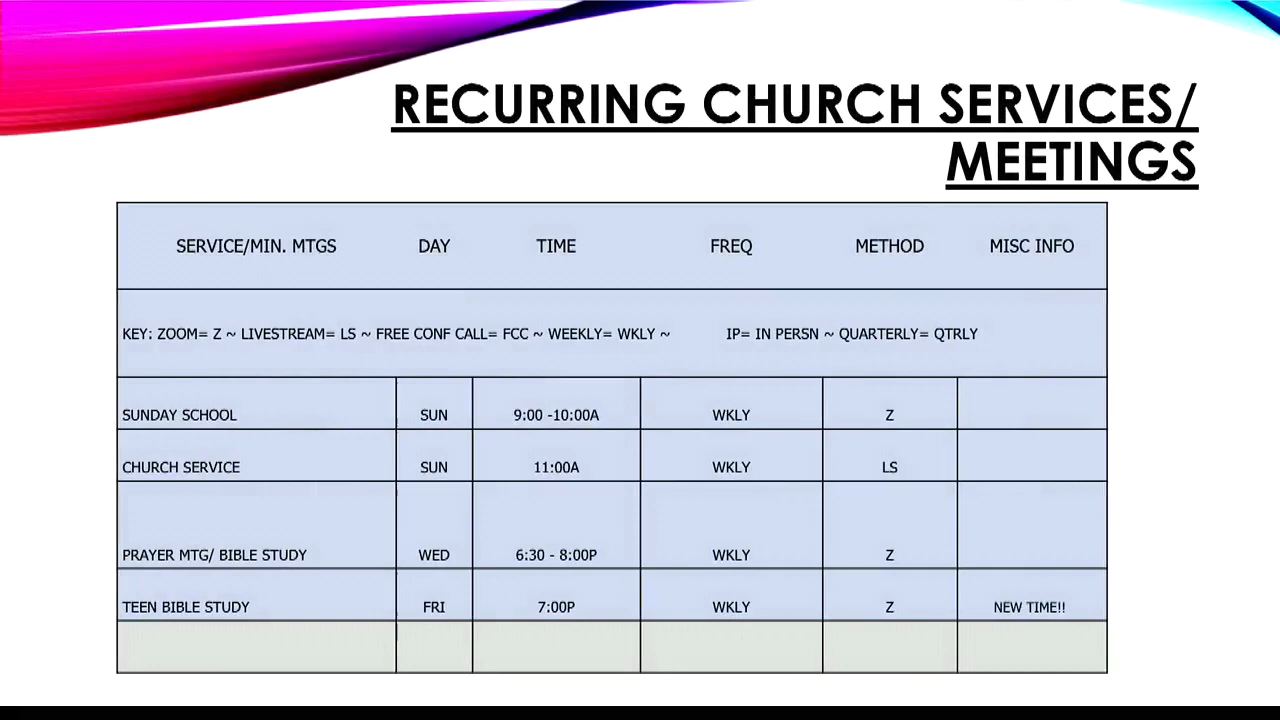 RECURRING CHURCH SERVICES/
MEETINGS
SERVICE/MIN. MTGS DAY TIME FREQ METHOD MISC INFO
KEY: ZOOM= Z ~ LIVESTREAM= LS ~ FREE CONF CALL= FCC ~ WEEKLY= WKLY ~ IP= IN PERSN ~ QUARTERLY= QTRLY
SUNDAY SCHOOL SUN 9:00 -10:00A WKLY Z
CHURCH SERVICE SUN 11:00A WKLY LS
PRAYER MTG/ BIBLE STUDY WED 6:30 - 8:00P WKLY Z
TEEN BIBLE STUDY FRI 7:00P WKLY Z NEW TIME!!